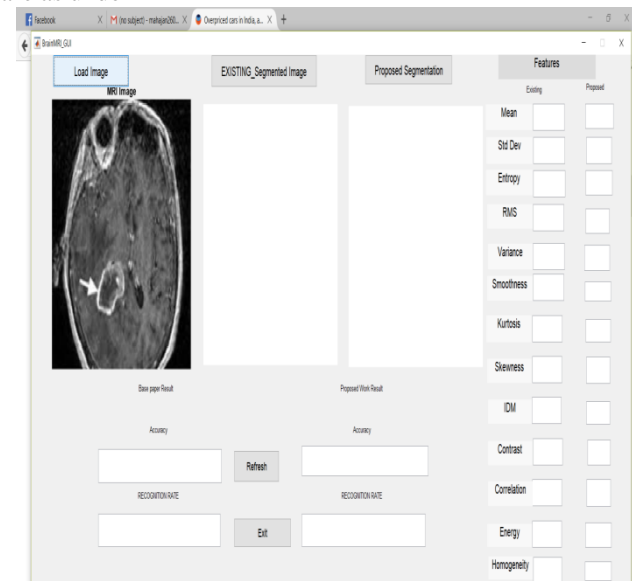 Facebook X M (no subject) - mahajan260... X Overpriced cars in India, a... X +
BrainMRI_GUI
Load Image EXISTING_Segmented Image Proposed Segmentation Features
MRI Image Existing Proposed
Mean
Std Dev
Entropy
RMS
Variance
Smoothness
Kurtosis
Skewness
Base paper Result Proposed Work Result
IDM
Accuracy Accuracy
Contrast
Refresh
RECOGNITION RATE RECOGNITION RATE
Correlation
Exit
Energy
Homogeneity